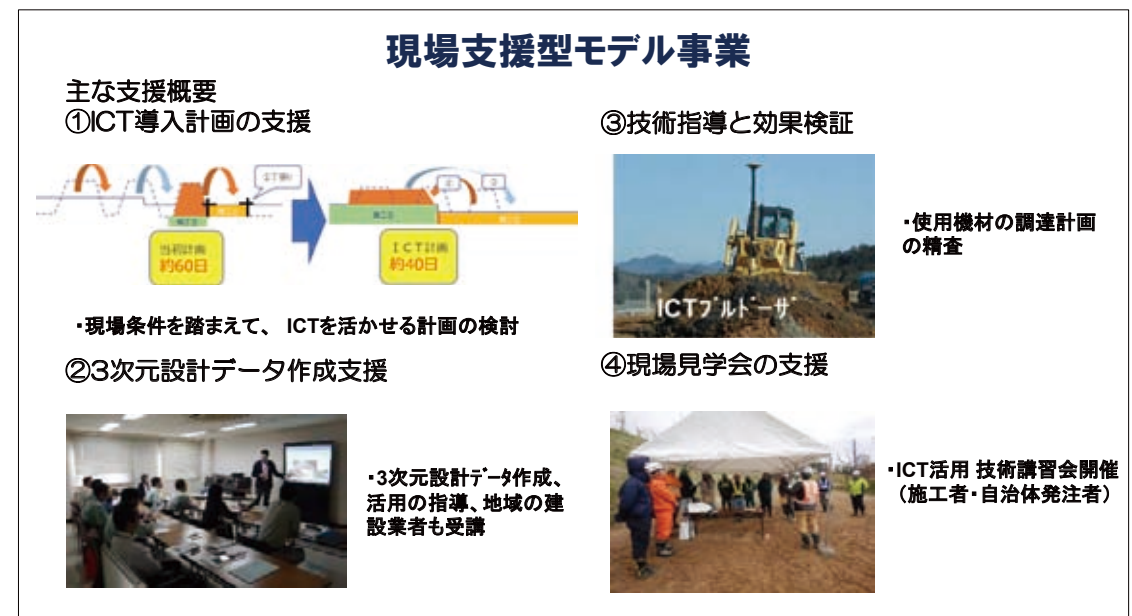 現場支援型モデル事業
主な支援概要
①ICT導入計画の支援
当初計画
約60日
ICT計画
約40日
・現場条件を踏まえて、 ICTを活かせる計画の検討
②3次元設計データ作成支援
・3次元設計ﾃﾞｰﾀ作成、
活用の指導、地域の建
設業者も受講
③技術指導と効果検証
ICTﾌﾞﾙﾄﾞｰｻﾞ
・使用機材の調達計画
の精査
④現場見学会の支援
・ICT活用 技術講習会開催
（施工者・自治体発注者）